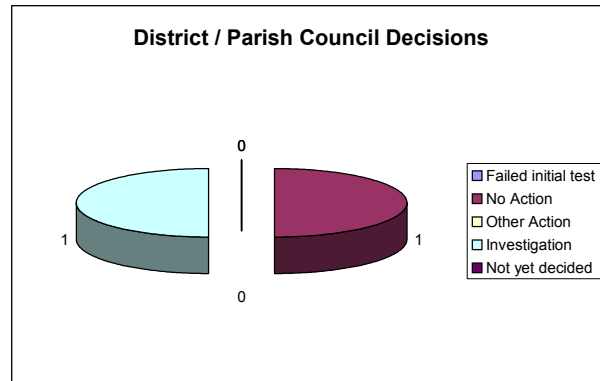 District / Parish Council Decisions
0
1
1
0
Failed initial test
No Action
Other Action
Investigation
Not yet decided